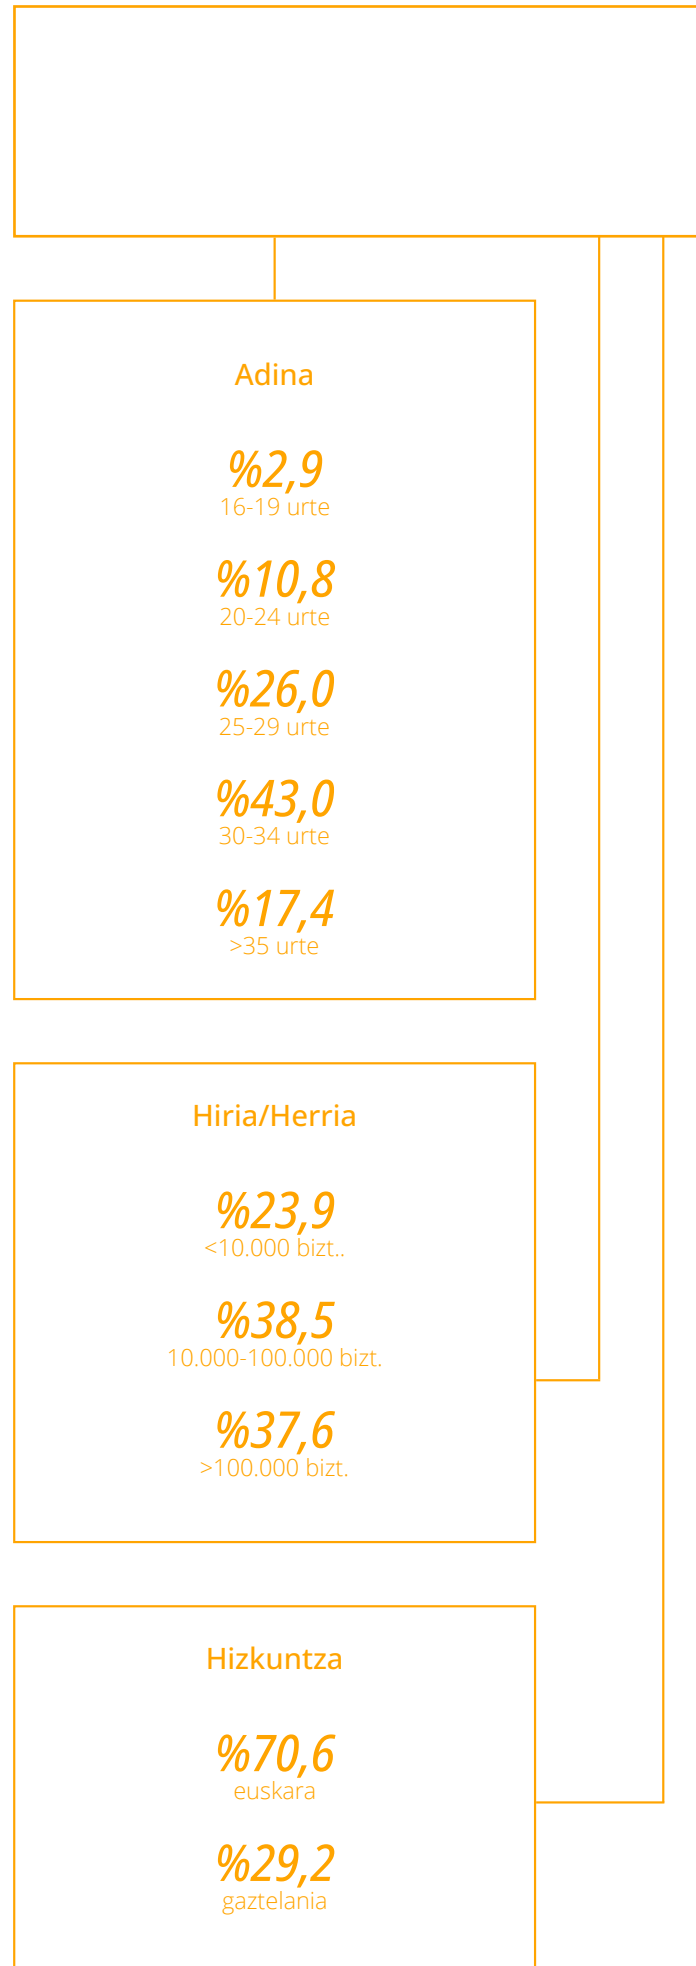 Adina
%2,9
16-19 urte
%10,8
20-24 urte
%26,0
25-29 urte
%43,0
30-34 urte
%17,4
>35 urte
Hiria/Herria
%23,9
<10.000 bizt..
%38,5
10.000-100.000 bizt.
%37,6
>100.000 bizt.
Hizkuntza
%70,6
euskara
%29,2
gaztelania